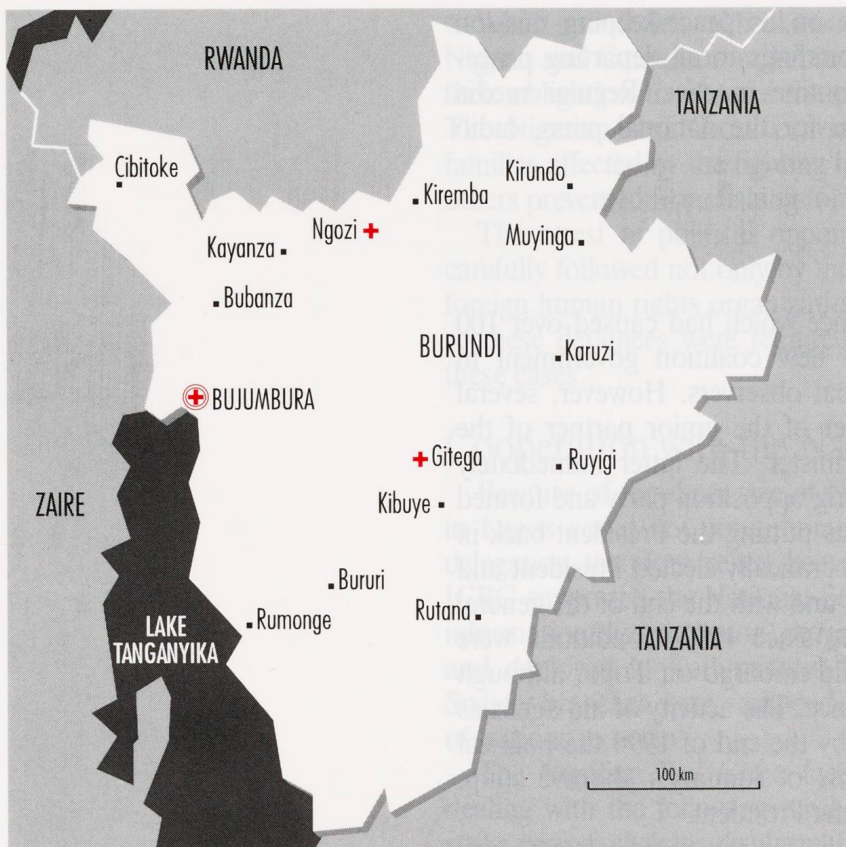 RWANDA
TANZANIA
Cibitoke
Kirundo
Kiremba
Ngozi
Muyinga
Kayanza
Bubanza
BURUNDI
Karuzi
BUJUMBURA
Gitega
Ruyigi
ZAIRE
Kibuye
Bururi
Rutana
Rumonge
LAKE
TANGANYIKA
TANZANIA
100 km